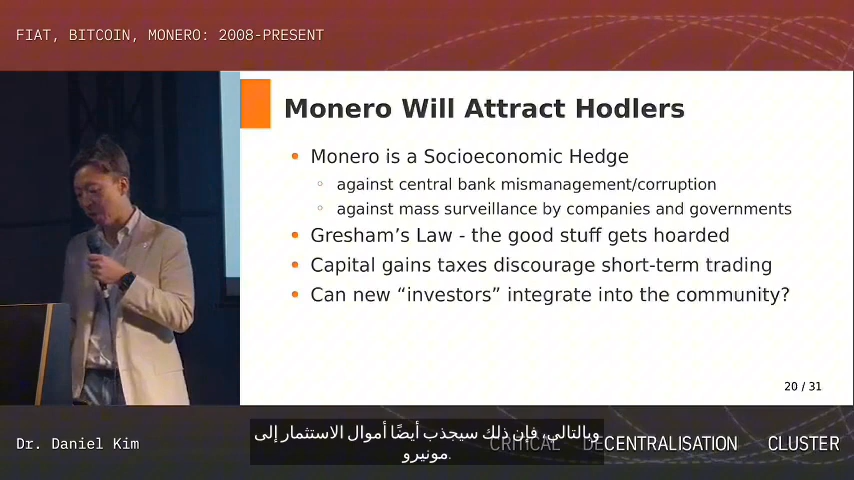 FIAT, BITCOIN, MONERO: 2008-PRESENT
Monero Will Attract Hodlers
• Monero is a Socioeconomic Hedge
◦ against central bank mismanagement/corruption
◦ against mass surveillance by companies and governments
• Gresham’s Law - the good stuff gets hoarded
• Capital gains taxes discourage short-term trading
• Can new “investors” integrate into the community?
20 / 31
Dr. Daniel Kim
وبالتالي، فإن ذلك سيجذب أيضًا أموال الاستثمار إلى
مونيرو.
CRITICAL DECENTRALISATION CLUSTER